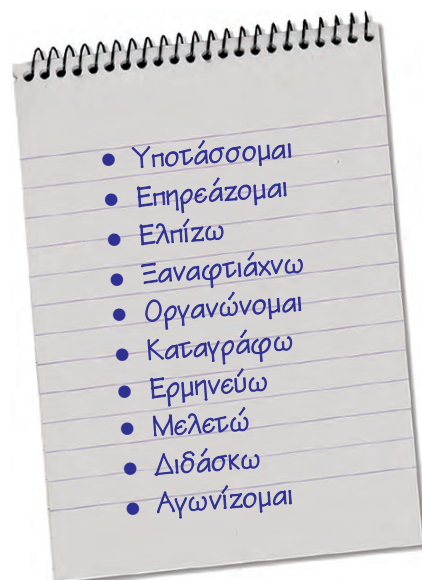 • Υποτάσσομαι
• Επηρεάζομαι
• Ελπίζω
• Ξαναφτιάχνω
• Οργανώνομαι
• Καταγράφω
• Ερμηνεύω
• Μελετώ
• Διδάσκω
• Αγωνίζομαι